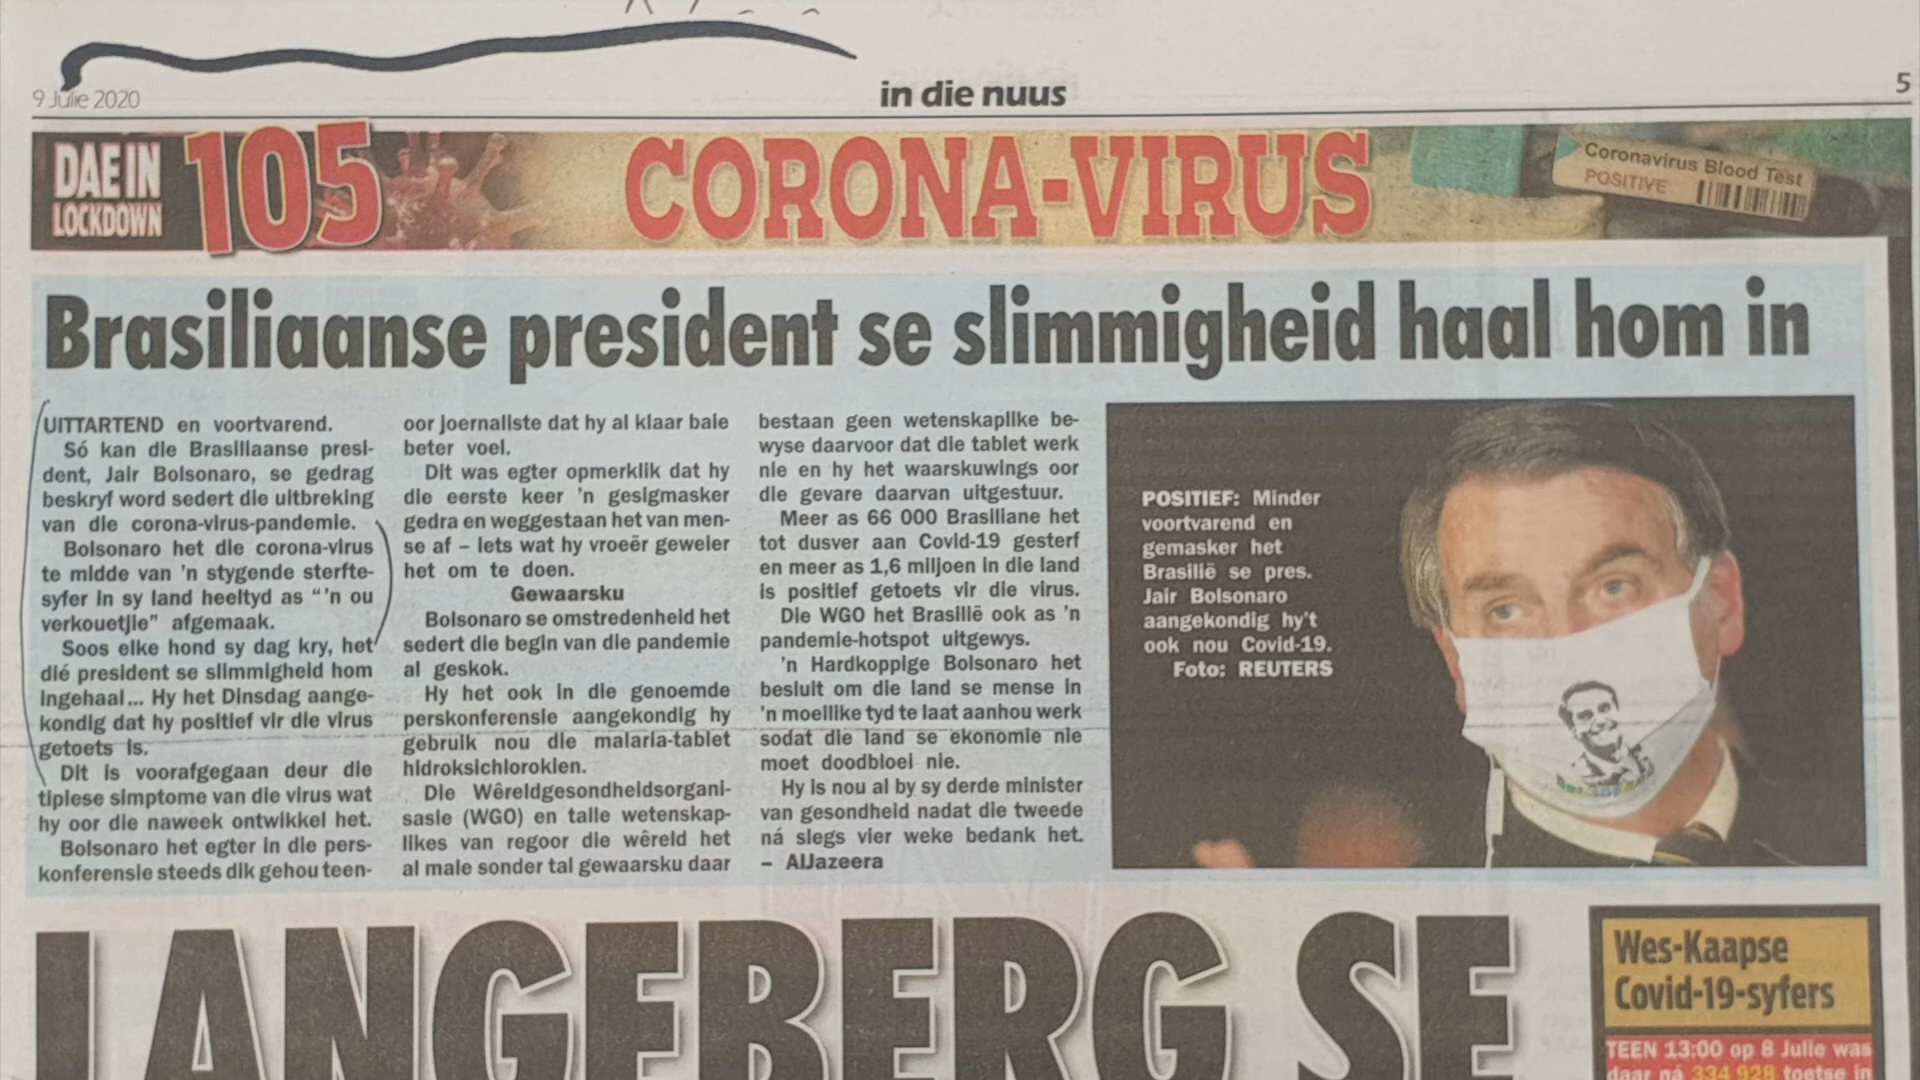 9 Julie 2020
in die nuus
5
DAE IN
LOCKDOWN
105
CORONA-VIRUS
Coronavirus Blood Test
POSITIVE
Brasiliaanse president se slimmigheid haal hom in
UITTARTEND en voortvarend.
Só kan die Brasiliaanse presi-
dent, Jair Bolsonaro, se gedrag
beskryf word sedert die uitbreking
van die corona-virus-pandemie.
Bolsonaro het die corona-virus
te midde van 'n stygende sterfte-
syfer in sy land heeltyd as “'n ou
verkouetjie” afgemaak.
Soos elke hond sy dag kry, het
dié president se slimmigheid hom
ingehaal... Hy het Dinsdag aange-
kondig dat hy positief vir die virus
getoets is.
Dit is voorafgegaan deur die
tipiese simptome van die virus wat
hy oor die naweek ontwikkel het.
Bolsonaro het egter in die pers-
konferensie steeds dik gehou teen-
oor joernaliste dat hy al klaar baie
beter voel.
Dit was egter opmerklik dat hy
die eerste keer 'n gesigmasker
gedra en weggestaan het van men-
se af – iets wat hy vroeër geweier
het om te doen.
Gewaarsku
Bolsonaro se omstredenheid het
sedert die begin van die pandemie
al geskok.
Hy het ook in die genoemde
perskonferensie aangekondig hy
gebruik nou die malaria-tablet
hidroksichlorokien.
Die Wêreldgesondheidsorgani-
sasie (WGO) en talle wetenskap-
likes van regoor die wêreld het
al male sonder tal gewaarsku daar
bestaan geen wetenskaplike be-
wyse daarvoor dat die tablet werk
nie en hy het waarskuwings oor
die gevare daarvan uitgestuur.
Meer as 66 000 Brasiliane het
tot dusver aan Covid-19 gesterf
en meer as 1,6 miljoen in die land
is positief getoets vir die virus.
Die WGO het Brasilië ook as 'n
pandemie-hotspot uitgewys.
'n Hardkoppige Bolsonaro het
besluit om die land se mense in
'n moeilike tyd te laat aanhou werk
sodat die land se ekonomie nie
moet doodbloei nie.
Hy is nou al by sy derde minister
van gesondheid nadat die tweede
ná slegs vier weke bedank het.
– AlJazeera
POSITIEF: Minder
voortvarend en
gemasker het
Brasilië se pres.
Jair Bolsonaro
aangekondig hy't
ook nou Covid-19.
Foto: REUTERS
LANGEBERG SE
Wes-Kaapse
Covid-19-syfers
TEEN 13:00 op 8 Julie was
daar ná 334 928 toetse in